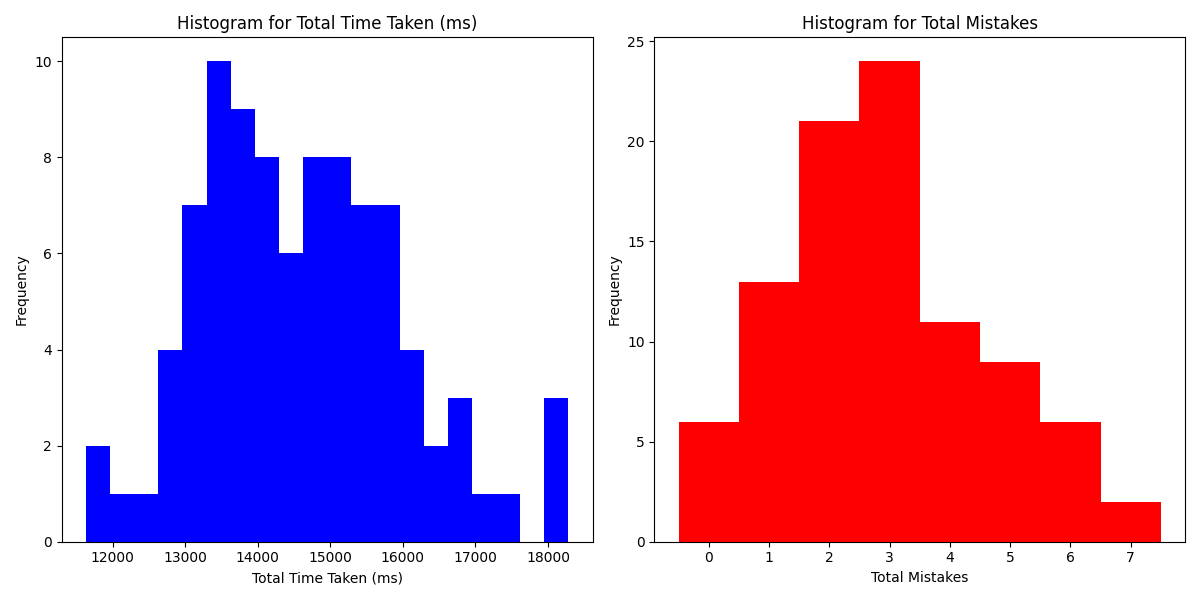 Histogram for Total Time Taken (ms)
10
8
6
4
2
0
Frequency
12000 13000 14000 15000 16000 17000 18000
Total Time Taken (ms)
Histogram for Total Mistakes
25
20
15
10
5
0
Frequency
0 1 2 3 4 5 6 7
Total Mistakes